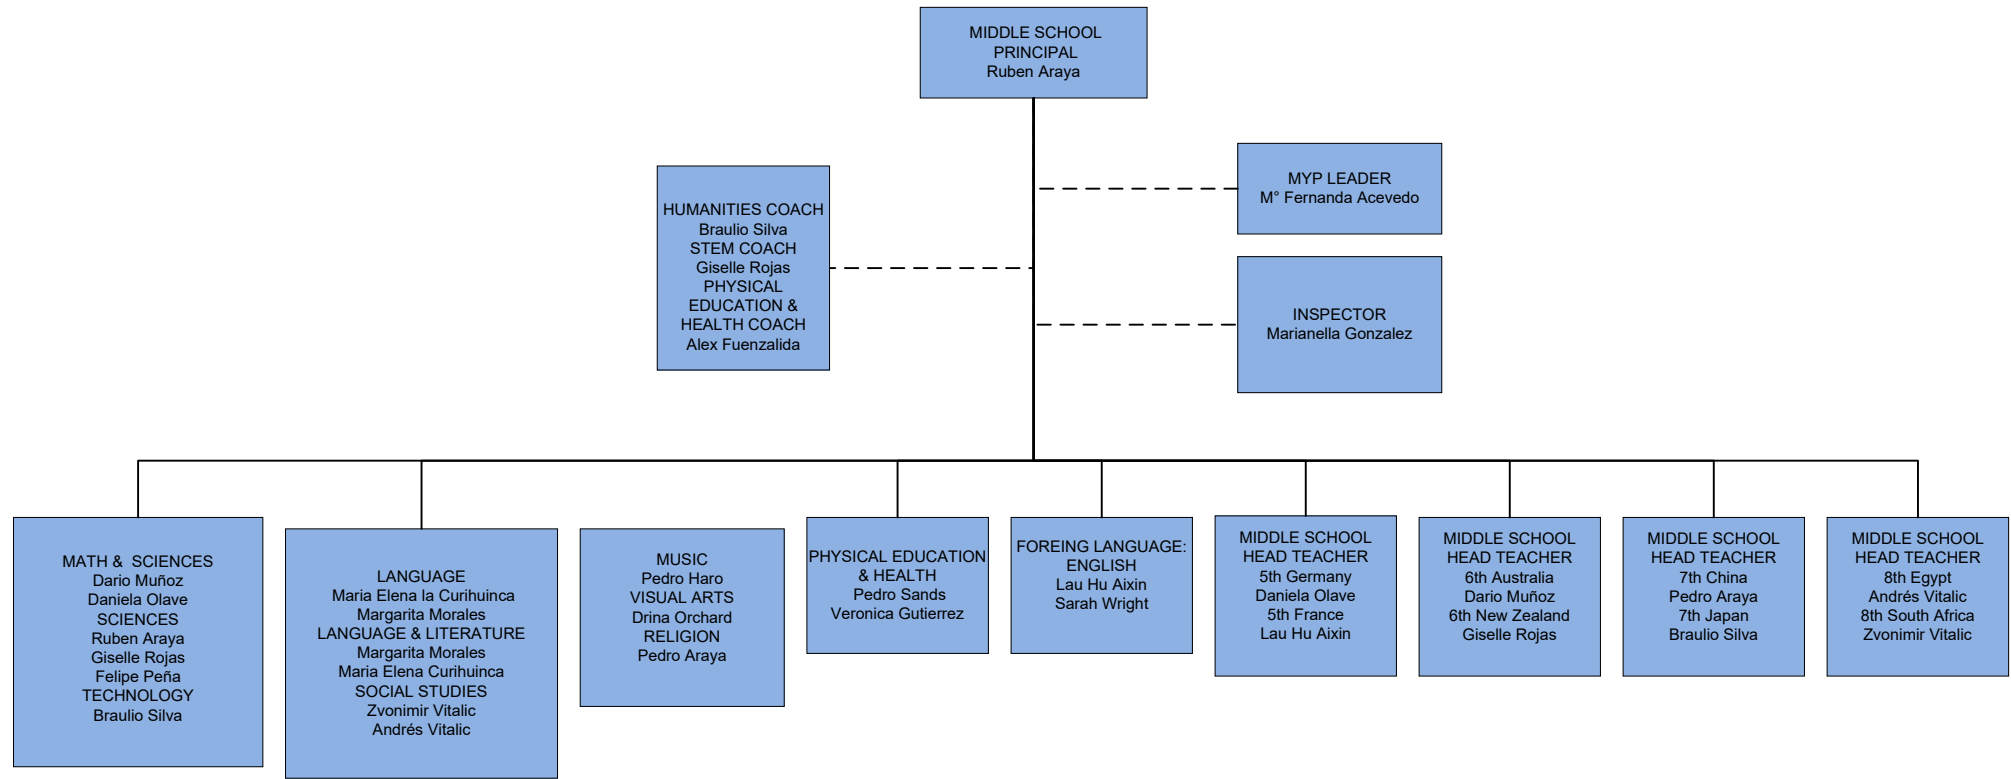 MIDDLE SCHOOL
PRINCIPAL
Ruben Araya
MYP LEADER
M° Fernanda Acevedo
HUMANITIES COACH
Braulio Silva
STEM COACH
Giselle Rojas
PHYSICAL
EDUCATION &
HEALTH COACH
Alex Fuenzalida
INSPECTOR
Marianella Gonzalez
MATH & SCIENCES
Dario Muñoz
Daniela Olave
SCIENCES
Ruben Araya
Giselle Rojas
Felipe Peña
TECHNOLOGY
Braulio Silva
LANGUAGE
Maria Elena la Curihuinca
Margarita Morales
LANGUAGE & LITERATURE
Margarita Morales
Maria Elena Curihuinca
SOCIAL STUDIES
Zvonimir Vitalic
Andrés Vitalic
MUSIC
Pedro Haro
VISUAL ARTS
Drina Orchard
RELIGION
Pedro Araya
PHYSICAL EDUCATION
& HEALTH
Pedro Sands
Veronica Gutierrez
FOREING LANGUAGE:
ENGLISH
Lau Hu Aixin
Sarah Wright
MIDDLE SCHOOL
HEAD TEACHER
5th Germany
Daniela Olave
5th France
Lau Hu Aixin
MIDDLE SCHOOL
HEAD TEACHER
6th Australia
Dario Muñoz
6th New Zealand
Giselle Rojas
MIDDLE SCHOOL
HEAD TEACHER
7th China
Pedro Araya
7th Japan
Braulio Silva
MIDDLE SCHOOL
HEAD TEACHER
8th Egypt
Andrés Vitalic
8th South Africa
Zvonimir Vitalic